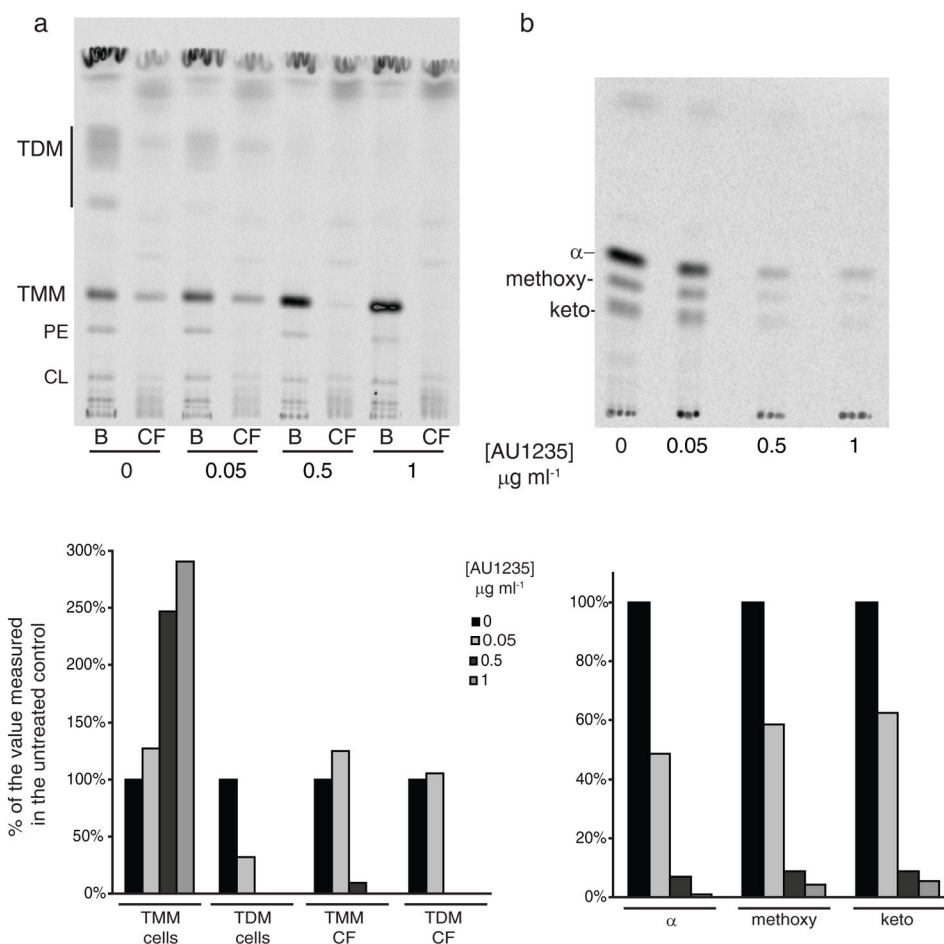 a
b
TDM
TMM
PE
CL
B CF B CF B CF B CF
0 0.05 0.5 1
α
methoxy-
keto-
[AU1235]
μg ml-1
0 0.05 0.5 1
% of the value measured
in the untreated control
300%
250%
200%
150%
100%
50%
0%
TMM
cells
TDM
cells
TMM
CF
TDM
CF
[AU1235]
μg ml-1
0
0.05
0.5
1
100%
80%
60%
40%
20%
0%
α
methoxy
keto